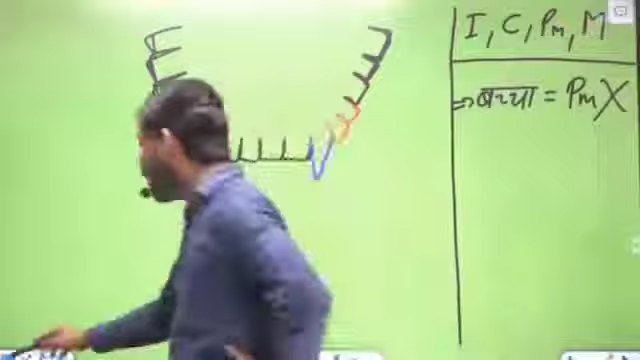 I, C, Pm, M
⇒ बच्चा = Pm X